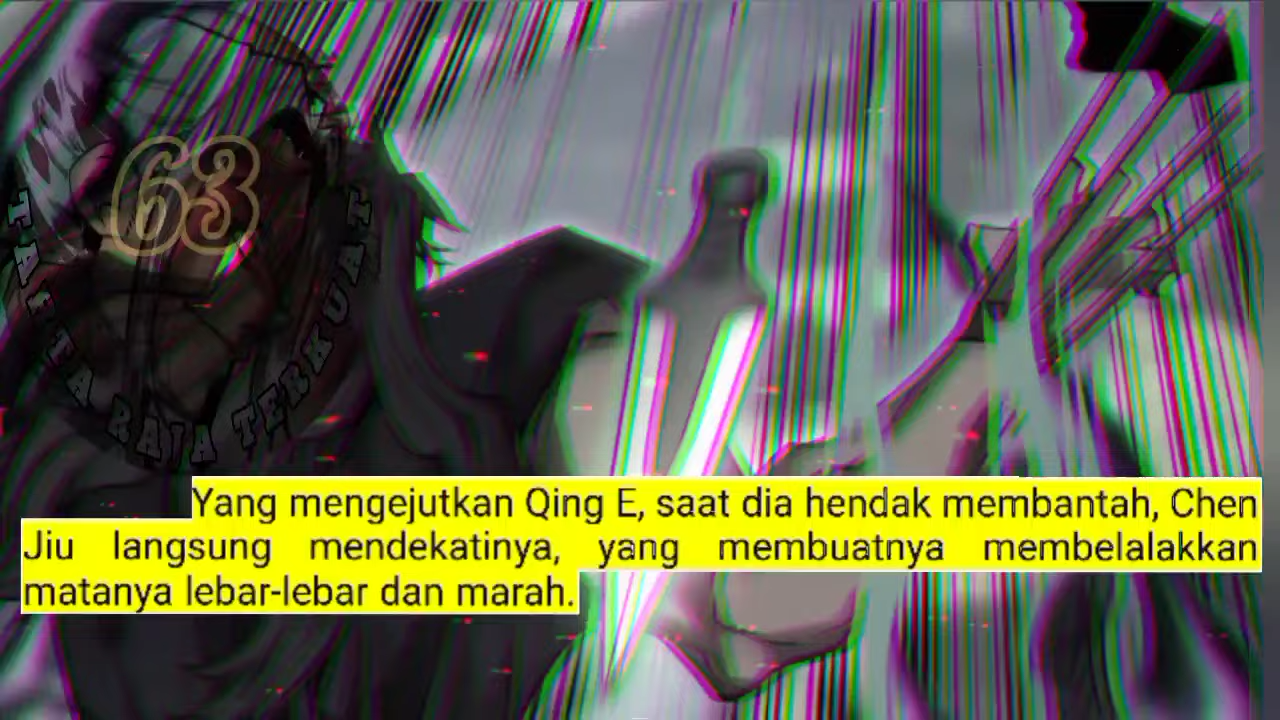 63
TAHTA RAJA TERKUAT
Yang mengejutkan Qing E, saat dia hendak membantah, Chen
Jiu langsung mendekatinya, yang membuatnya membelalakkan
matanya lebar-lebar dan marah.